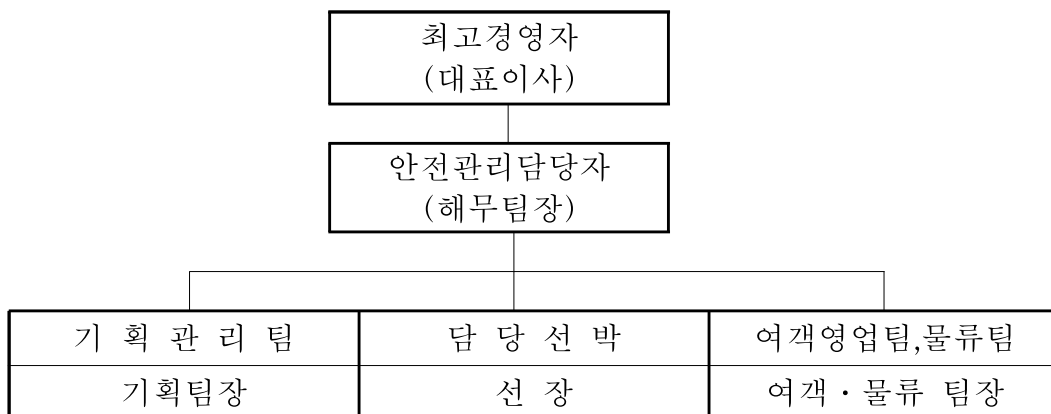 최고경영자
(대표이사)
안전관리담당자
(해무팀장)
기 획 관 리 팀
담 당 선 박
여객영업팀,물류팀
기획팀장
선 장
여객・물류 팀장